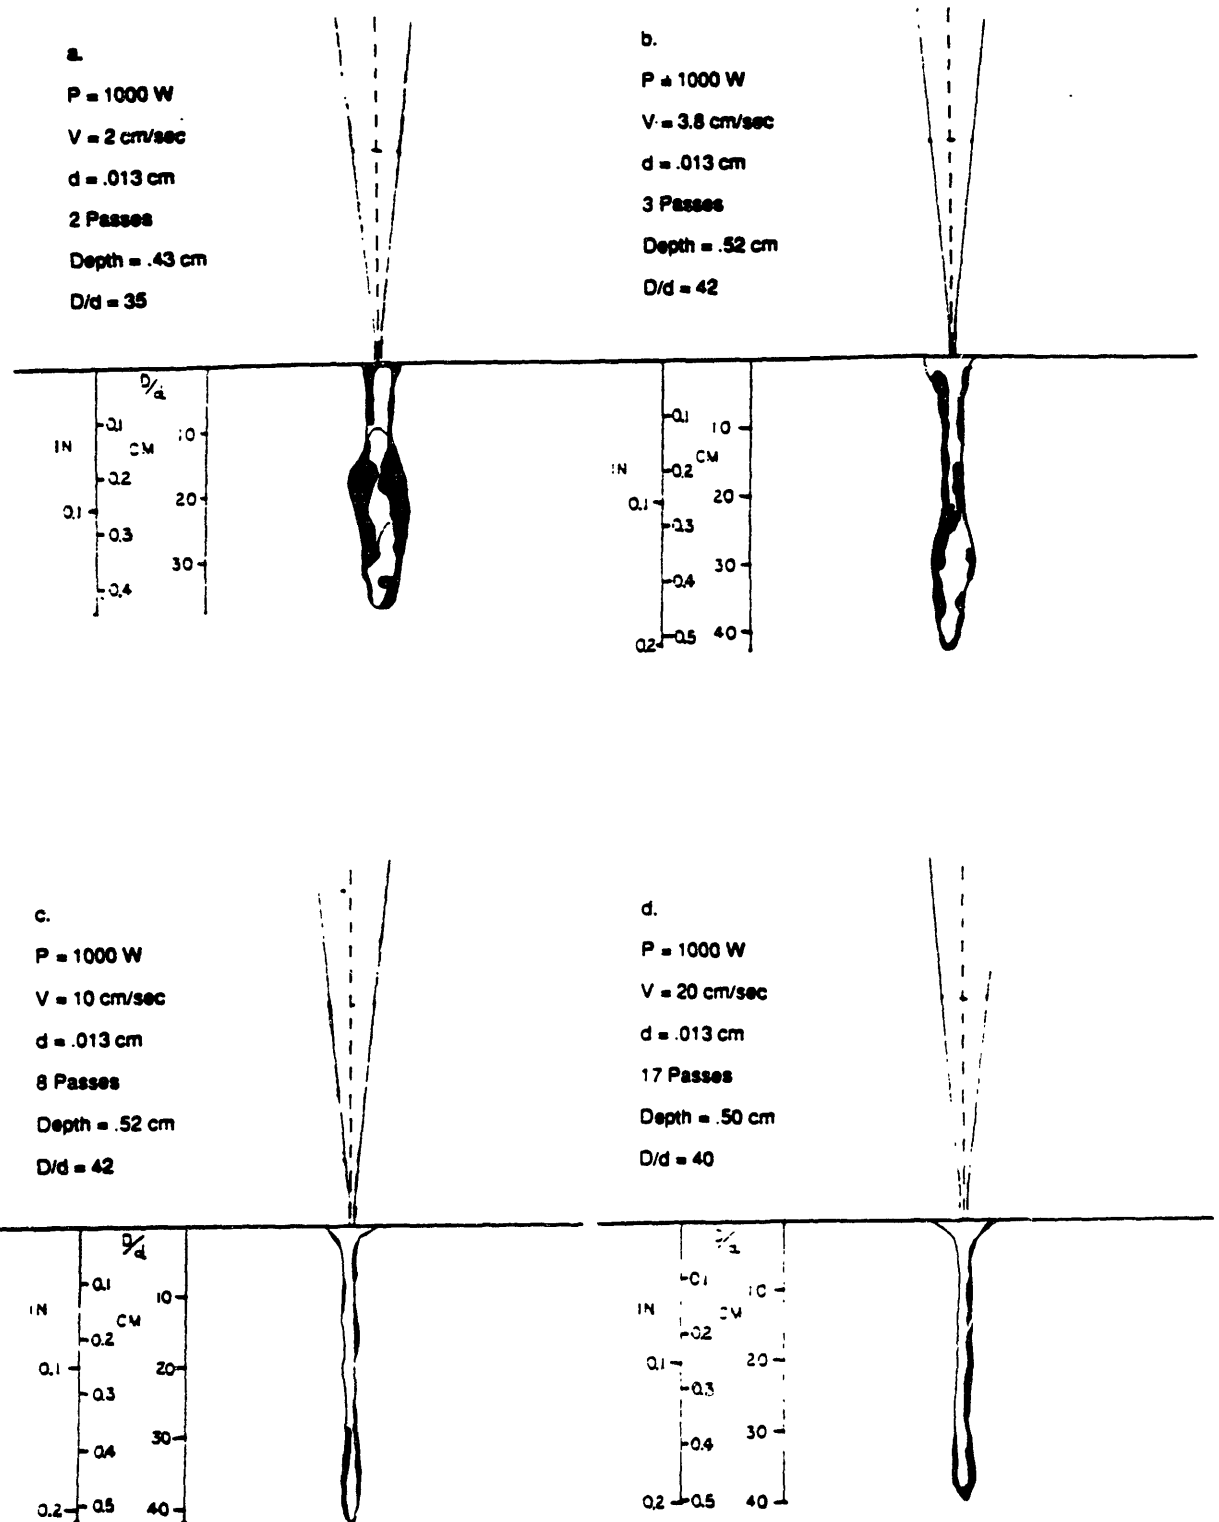 a.
P = 1000 W
V = 2 cm/sec
d = .013 cm
2 Passes
Depth = .43 cm
D/d = 35
D/d
IN
CM
0.1
0.1
0.2
0.3
0.4
10
20
30
b.
P = 1000 W
V = 3.8 cm/sec
d = .013 cm
3 Passes
Depth = .52 cm
D/d = 42
IN
CM
0.1
0.2
0.1
0.2
0.3
0.4
0.5
10
20
30
40
c.
P = 1000 W
V = 10 cm/sec
d = .013 cm
8 Passes
Depth = .52 cm
D/d = 42
D/d
IN
CM
0.1
0.2
0.1
0.2
0.3
0.4
0.5
10
20
30
40
d.
P = 1000 W
V = 20 cm/sec
d = .013 cm
17 Passes
Depth = .50 cm
D/d = 40
IN
CM
0.1
0.2
0.1
0.2
0.3
0.4
0.5
10
20
30
40